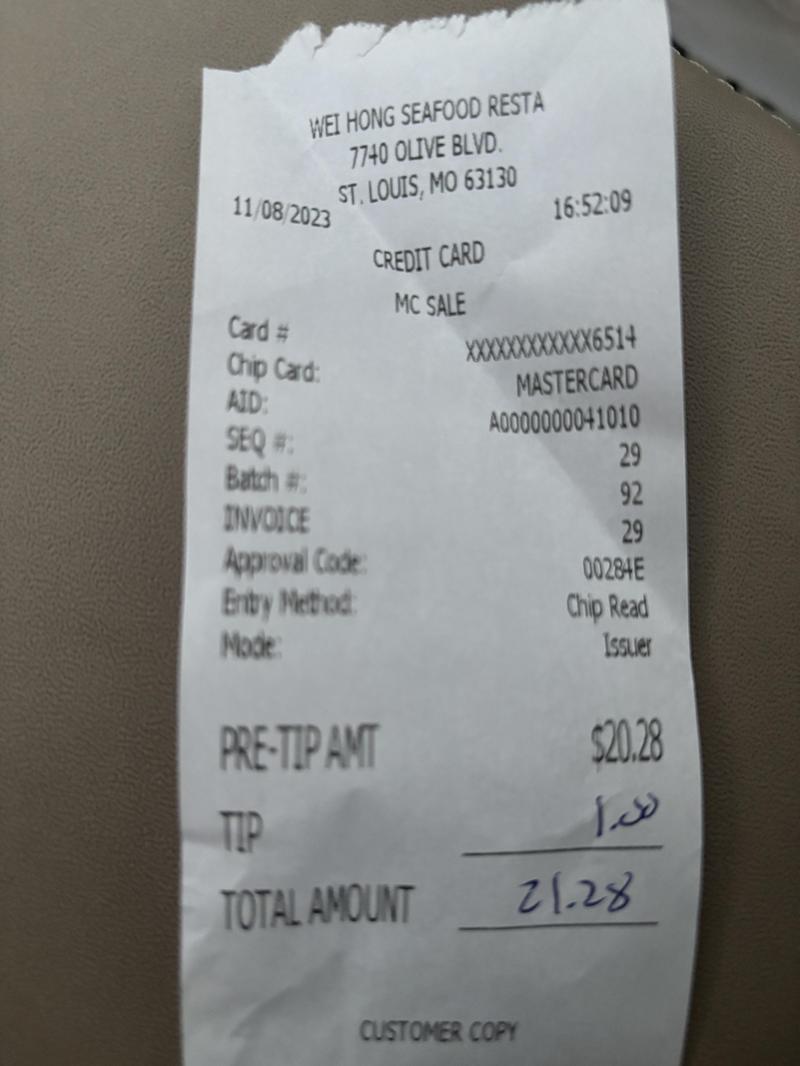 WEI HONG SEAFOOD RESTA
7740 OLIVE BLVD.
ST. LOUIS, MO 63130
11/08/2023 16:52:09
CREDIT CARD
MC SALE
Card # XXXXXXXXXXXX6514
Chip Card: MASTERCARD
AID: A0000000041010
SEQ #: 29
Batch #: 92
INVOICE 29
Approval Code: 00284E
Entry Method: Chip Read
Mode: Issuer
PRE-TIP AMT $20.28
TIP 1.00
TOTAL AMOUNT 21.28
CUSTOMER COPY